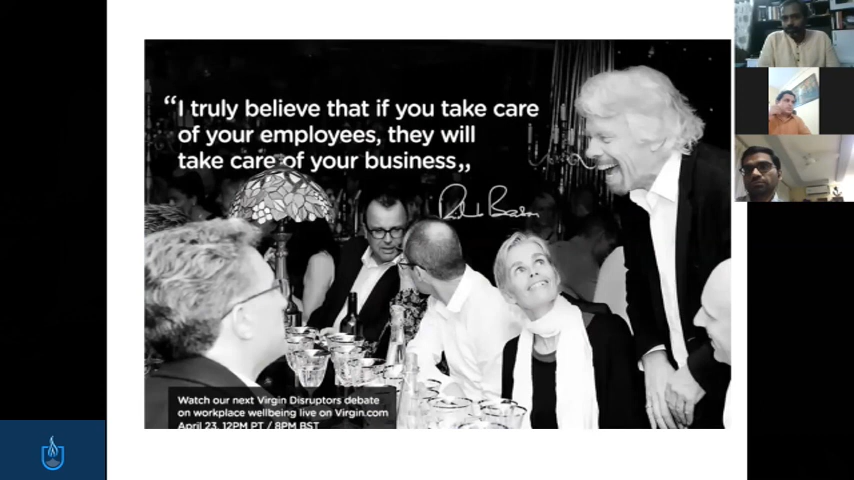 “I truly believe that if you take care
of your employees, they will
take care of your business„
Watch our next Virgin Disruptors debate
on workplace wellbeing live on Virgin.com
April 23, 12PM PT / 8PM BST